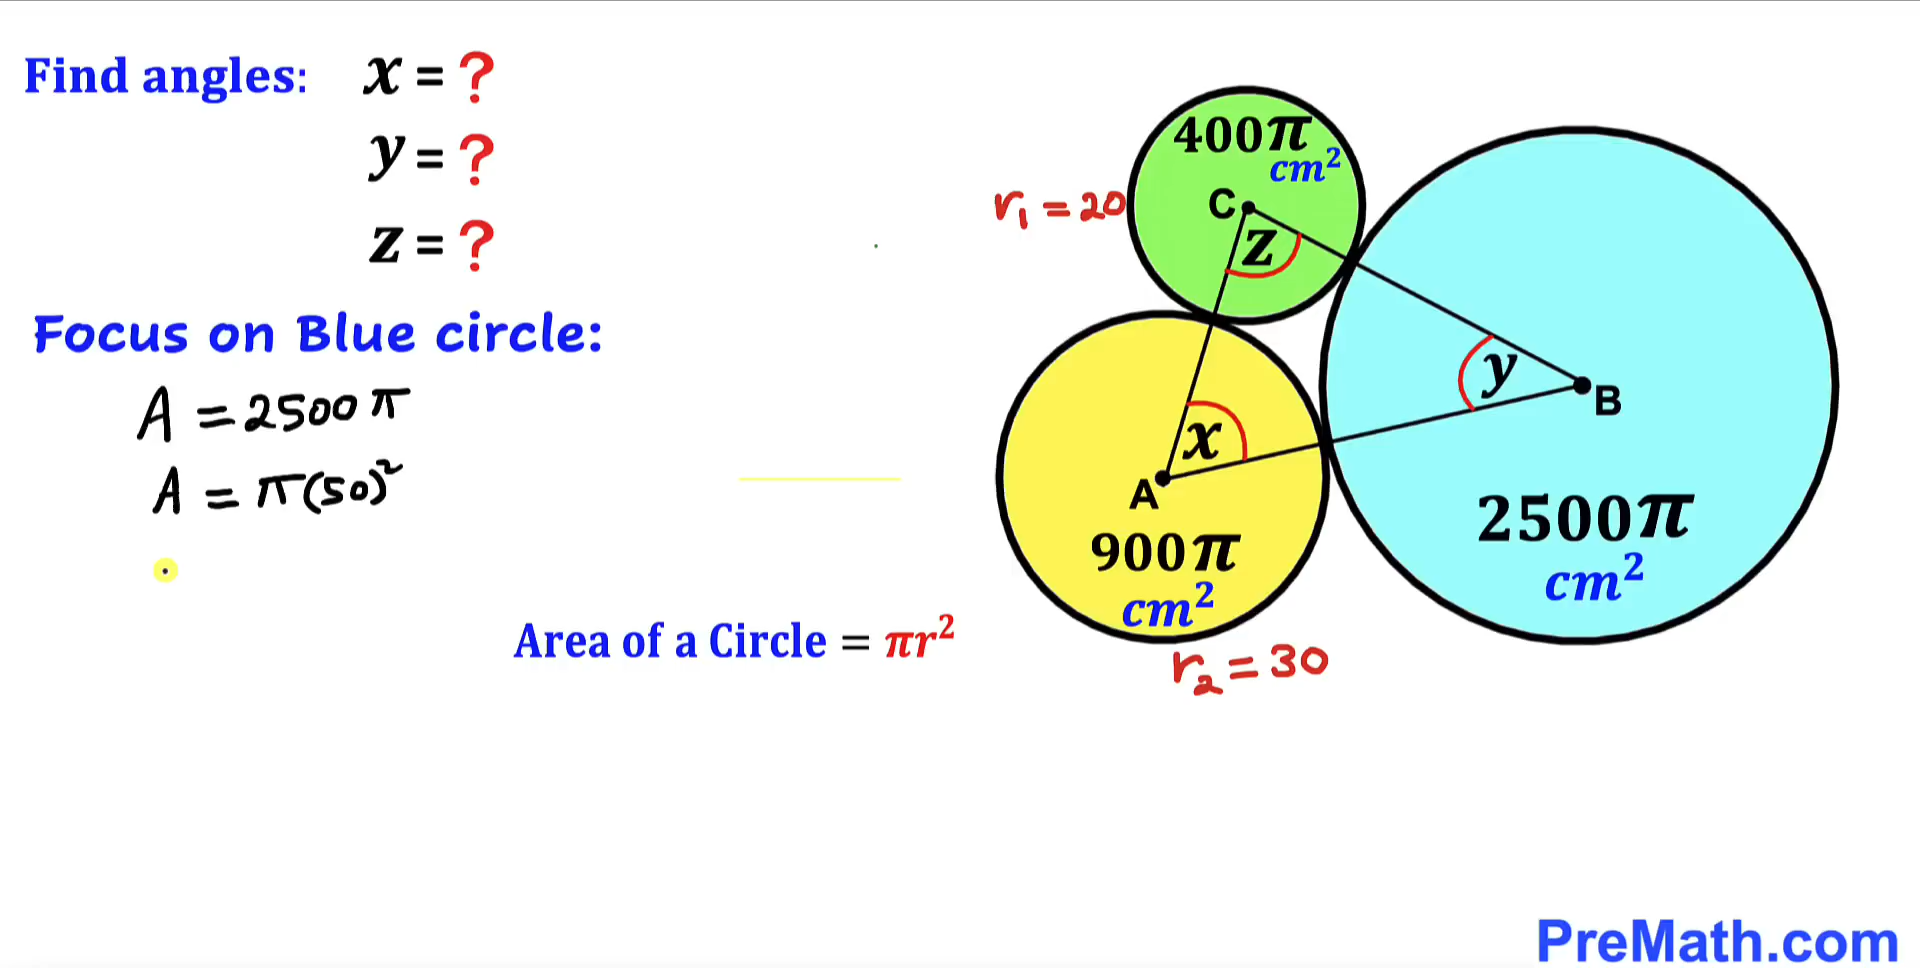 Find angles: x = ?
y = ?
z = ?
Focus on Blue circle:
A = 2500 π
A = π(50)²
Area of a Circle = πr²
400π
cm²
C
z
r₁ = 20
y
B
x
A
900π
cm²
2500π
cm²
r₂ = 30
PreMath.com